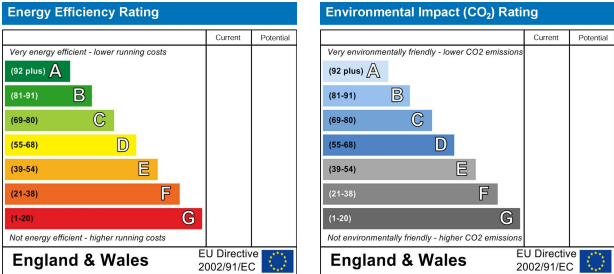 Energy Efficiency Rating
Current Potential
Very energy efficient - lower running costs
(92 plus) A
(81-91) B
(69-80) C
(55-68) D
(39-54) E
(21-38) F
(1-20) G
Not energy efficient - higher running costs
England & Wales
EU Directive
2002/91/EC
Environmental Impact (CO₂) Rating
Current Potential
Very environmentally friendly - lower CO2 emissions
(92 plus) A
(81-91) B
(69-80) C
(55-68) D
(39-54) E
(21-38) F
(1-20) G
Not environmentally friendly - higher CO2 emissions
England & Wales
EU Directive
2002/91/EC